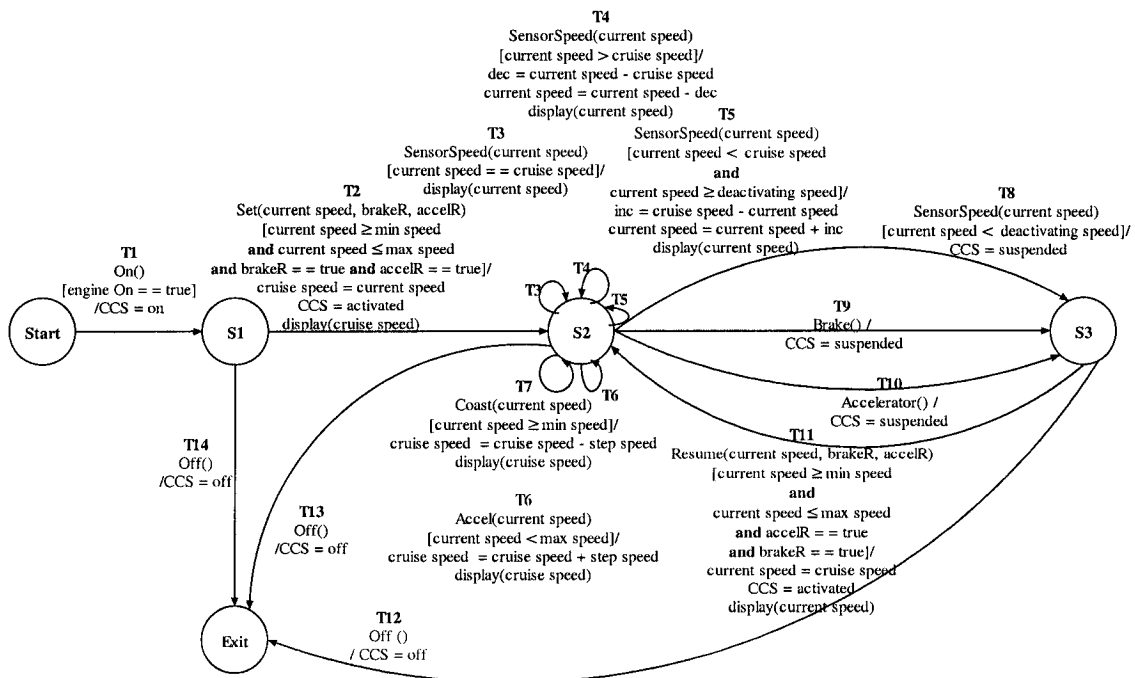 T4
SensorSpeed(current speed)
[current speed > cruise speed]/
dec = current speed - cruise speed
current speed = current speed - dec
display(current speed)
T5
SensorSpeed(current speed)
[current speed < cruise speed
and
current speed ≥ deactivating speed]/
inc = cruise speed - current speed
current speed = current speed + inc
display(current speed)
T3
SensorSpeed(current speed)
[current speed == cruise speed]/
display(current speed)
T2
Set(current speed, brakeR, accelR)
[current speed ≥ min speed
and current speed ≤ max speed
and brakeR == true and accelR == true]/
cruise speed = current speed
CCS = activated
display(cruise speed)
T8
SensorSpeed(current speed)
[current speed < deactivating speed]/
CCS = suspended
T1
On()
[engine On == true]
/CCS = on
T4
T3
T5
Start
S1
S2
S3
T9
Brake() /
CCS = suspended
T10
Accelerator() /
CCS = suspended
T7
T6
Coast(current speed)
[current speed ≥ min speed]/
cruise speed = cruise speed - step speed
display(cruise speed)
T11
Resume(current speed, brakeR, accelR)
[current speed ≥ min speed
and
current speed ≤ max speed
and accelR == true
and brakeR == true]/
current speed = cruise speed
CCS = activated
display(current speed)
T14
Off()
/CCS = off
T13
Off()
/CCS = off
T6
Accel(current speed)
[current speed < max speed]/
cruise speed = cruise speed + step speed
display(cruise speed)
T12
Off ()
/ CCS = off
Exit